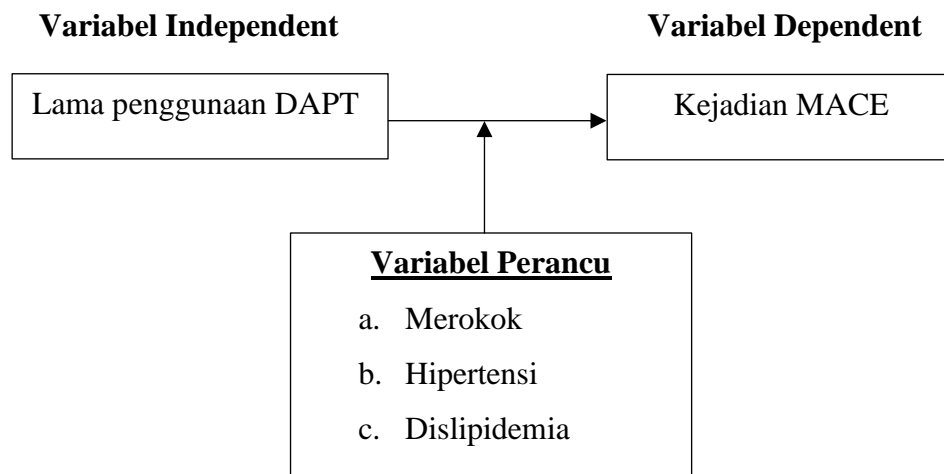 Variabel Independent
Variabel Dependent
Lama penggunaan DAPT
Kejadian MACE
Variabel Perancu
a. Merokok
b. Hipertensi
c. Dislipidemia